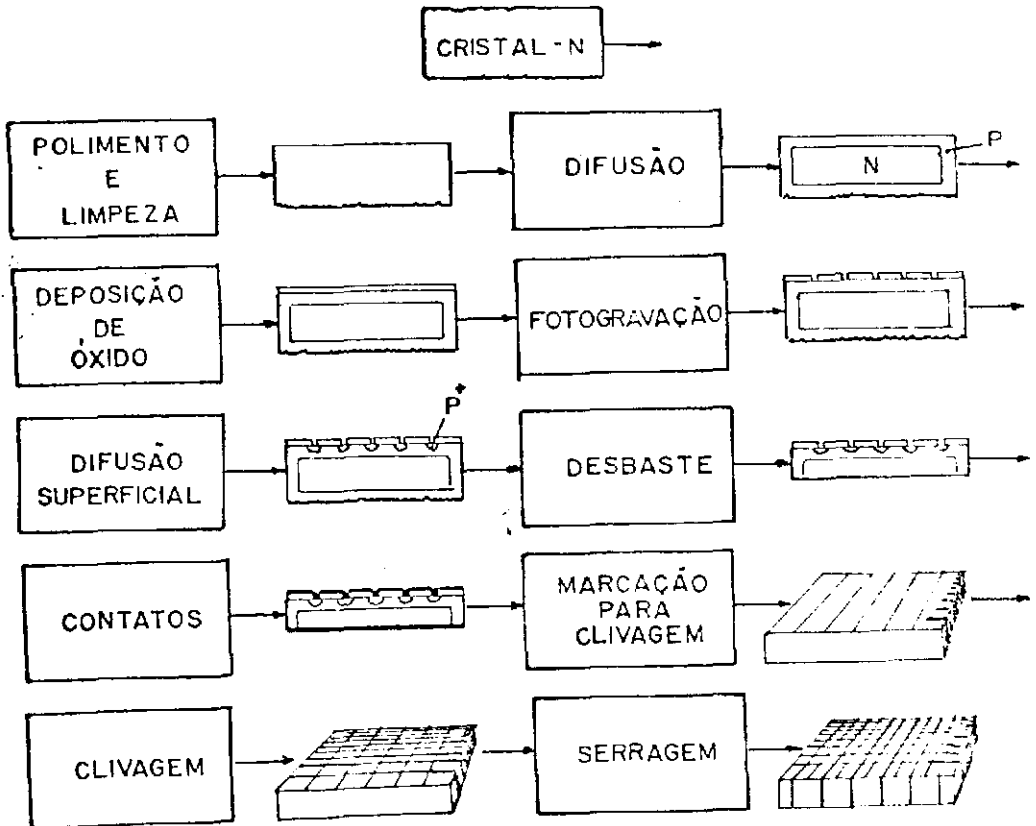 CRISTAL - N
POLIMENTO
E
LIMPEZA
DIFUSÃO
P
N
DEPOSIÇÃO
DE
ÓXIDO
FOTOGRAVAÇÃO
P+
DIFUSÃO
SUPERFICIAL
DESBASTE
CONTATOS
MARCAÇÃO
PARA
CLIVAGEM
CLIVAGEM
SERRAGEM